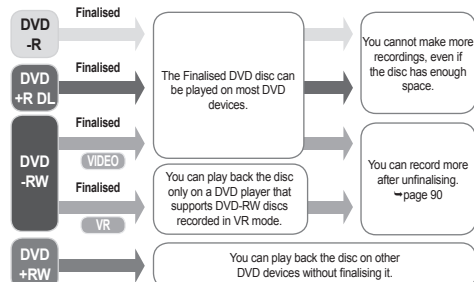 DVD
-R
Finalised
DVD
+R DL
Finalised
The Finalised DVD disc can
be played on most DVD
devices.
You cannot make more
recordings, even if
the disc has enough
space.
DVD
-RW
Finalised
VIDEO
Finalised
VR
You can play back the disc
only on a DVD player that
supports DVD-RW discs
recorded in VR mode.
You can record more
after unfinalising.
➥page 90
DVD
+RW
You can play back the disc on other
DVD devices without finalising it.